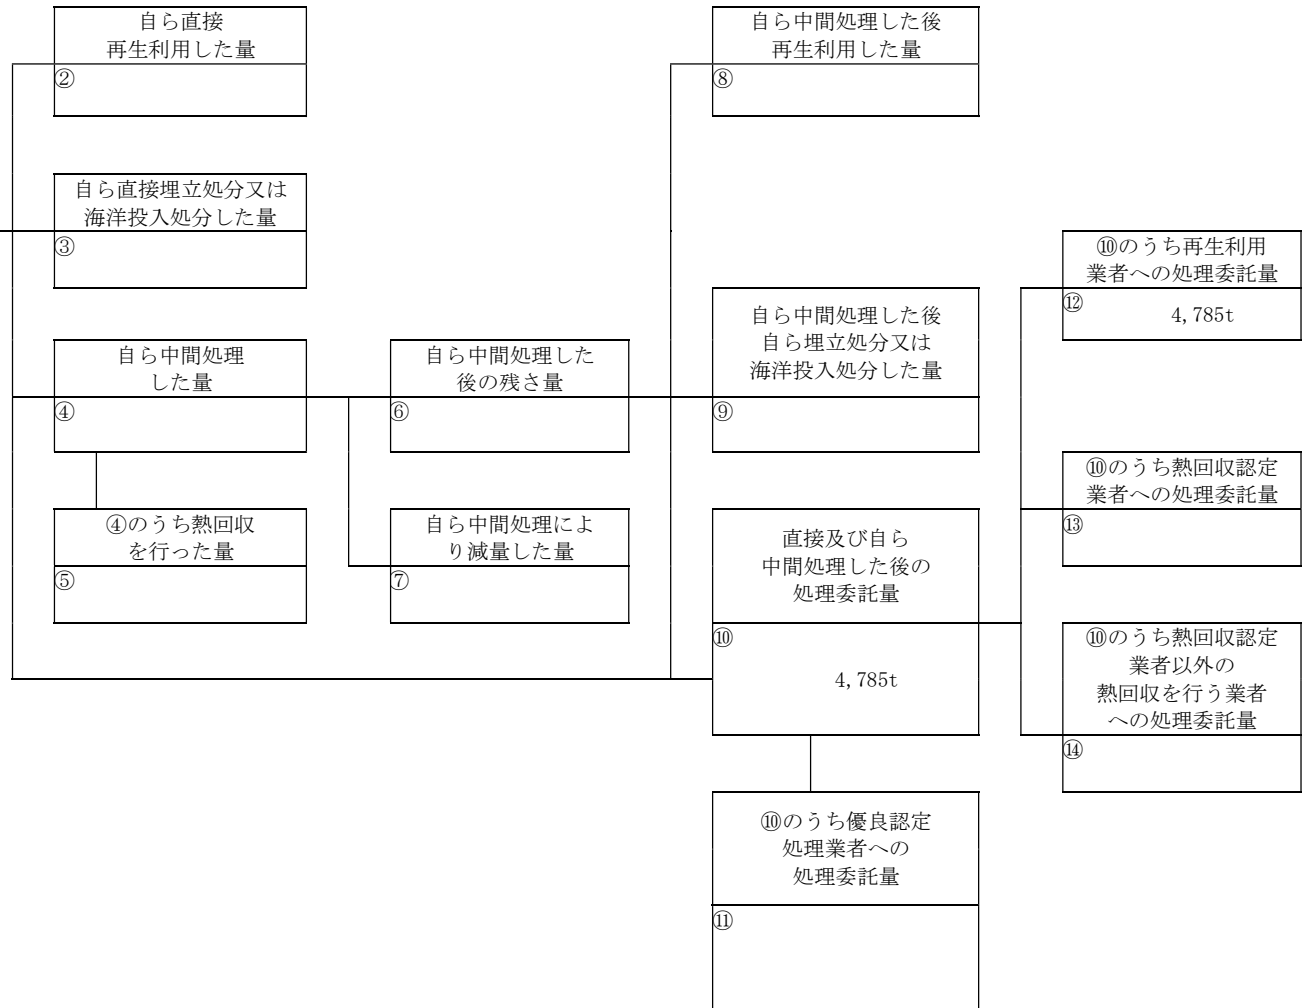 自ら直接
再生利用した量
②
自ら中間処理した後
再生利用した量
⑧
自ら直接埋立処分又は
海洋投入処分した量
③
⑩のうち再生利用
業者への処理委託量
⑫
4,785t
自ら中間処理した後
自ら埋立処分又は
海洋投入処分した量
⑨
自ら中間処理
した量
④
自ら中間処理した
後の残さ量
⑥
⑩のうち熱回収認定
業者への処理委託量
⑬
④のうち熱回収
を行った量
⑤
自ら中間処理によ
り減量した量
⑦
直接及び自ら
中間処理した後の
処理委託量
⑩
4,785t
⑩のうち熱回収認定
業者以外の
熱回収を行う業者
への処理委託量
⑭
⑩のうち優良認定
処理業者への
処理委託量
⑪